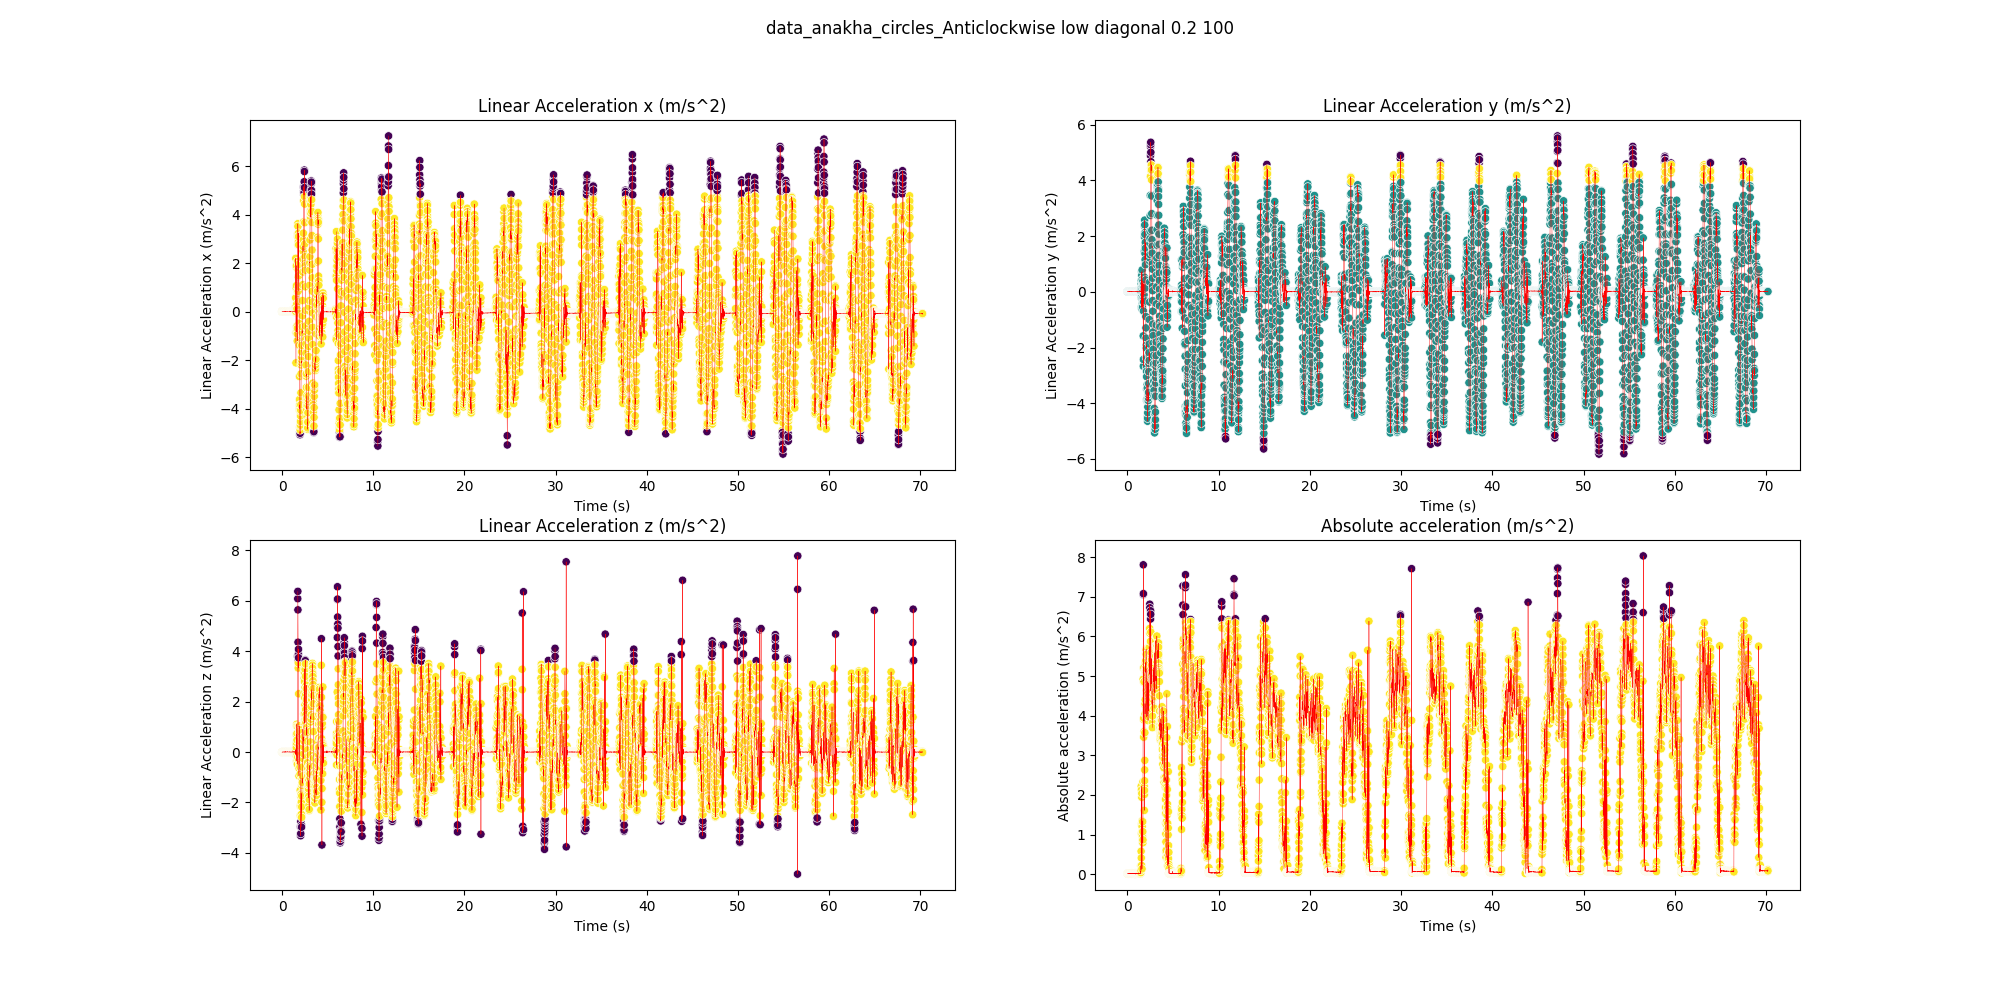 data_anakha_circles_Anticlockwise low diagonal 0.2 100
Linear Acceleration x (m/s^2)
Linear Acceleration x (m/s^2)
6
4
2
0
−2
−4
−6
0 10 20 30 40 50 60 70
Time (s)
Linear Acceleration y (m/s^2)
Linear Acceleration y (m/s^2)
6
4
2
0
−2
−4
−6
0 10 20 30 40 50 60 70
Time (s)
Linear Acceleration z (m/s^2)
Linear Acceleration z (m/s^2)
8
6
4
2
0
−2
−4
0 10 20 30 40 50 60 70
Time (s)
Absolute acceleration (m/s^2)
Absolute acceleration (m/s^2)
8
7
6
5
4
3
2
1
0
0 10 20 30 40 50 60 70
Time (s)